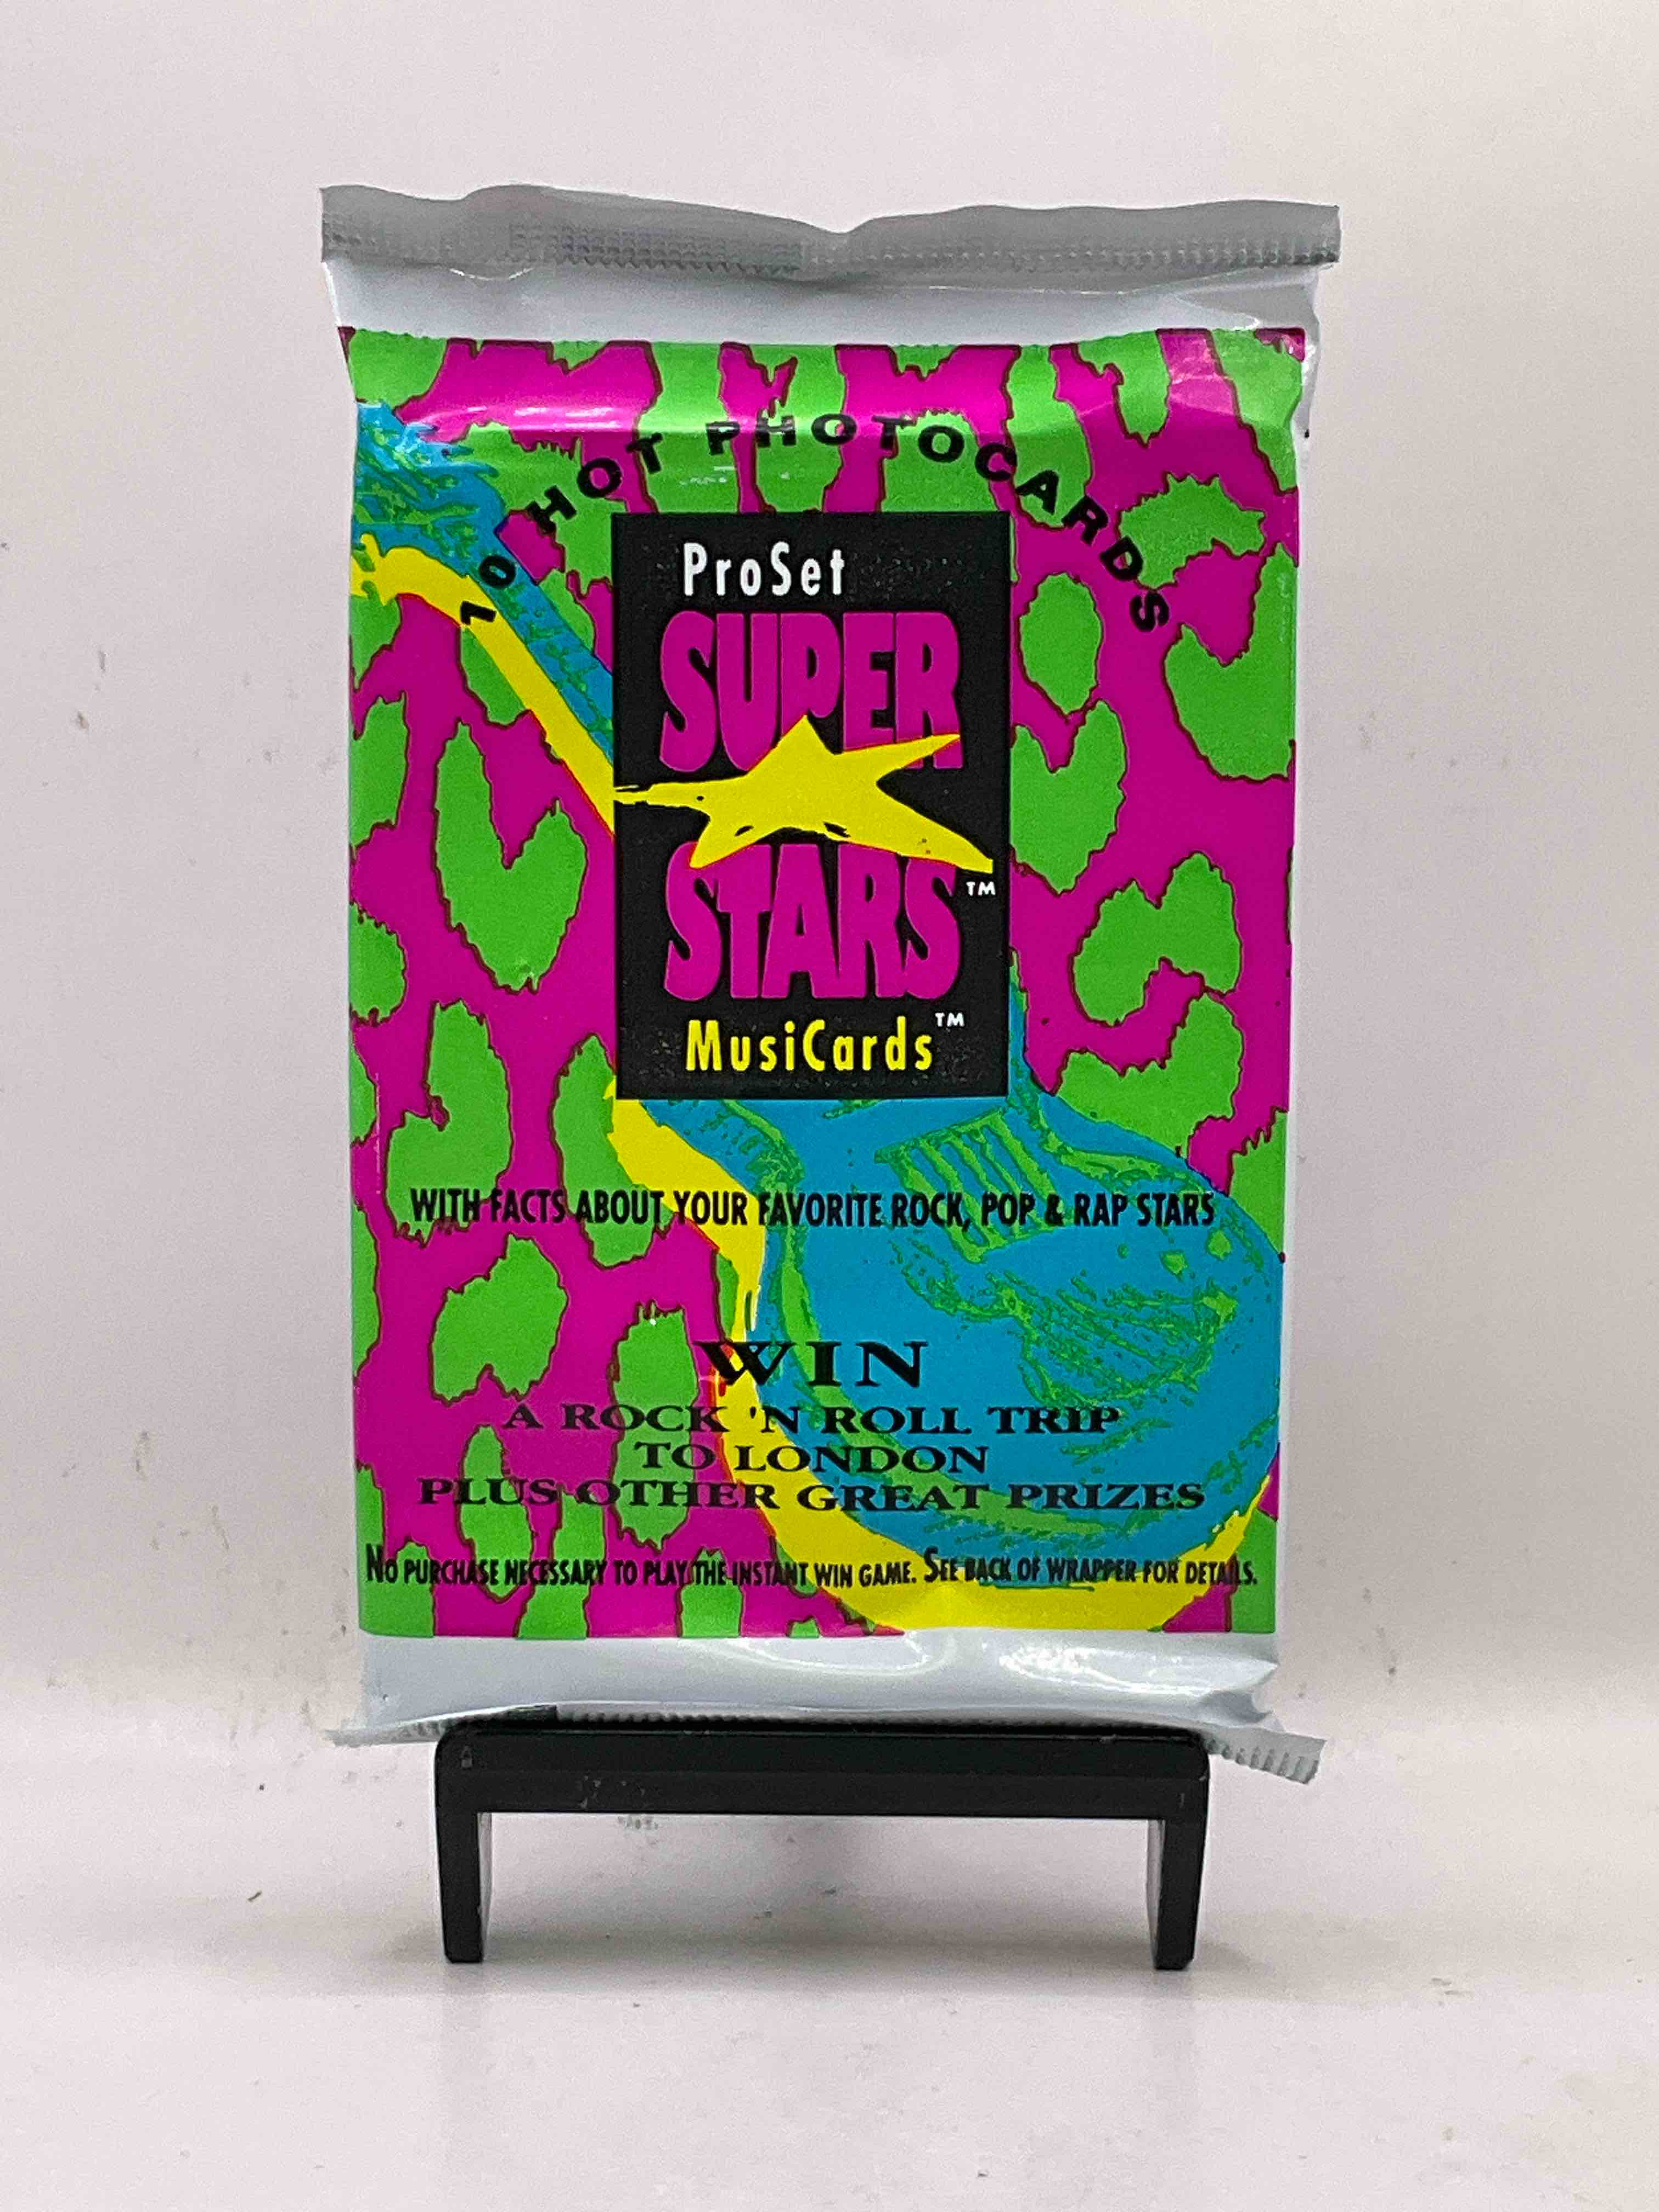 10 HOT PHOTOCARDS
ProSet
SUPER
STARS™
MusiCards™
WITH FACTS ABOUT YOUR FAVORITE ROCK, POP & RAP STARS
WIN
A ROCK 'N ROLL TRIP
TO LONDON
PLUS OTHER GREAT PRIZES
NO PURCHASE NECESSARY TO PLAY THE INSTANT WIN GAME. SEE BACK OF WRAPPER FOR DETAILS.